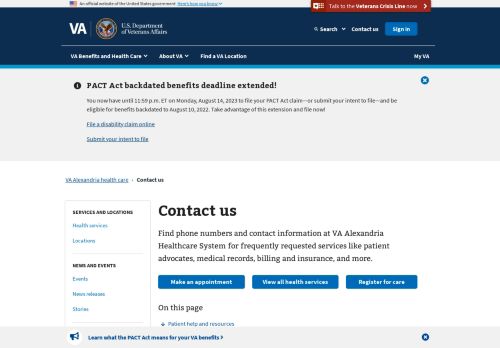 An official website of the United States government Here's how you know
Talk to the Veterans Crisis Line now
VA
U.S. Department
of Veterans Affairs
Search
Contact us
Sign in
VA Benefits and Health Care
About VA
Find a VA Location
My VA
PACT Act backdated benefits deadline extended!
You now have until 11:59 p.m. ET on Monday, August 14, 2023 to file your PACT Act claim—or submit your intent to file—and be
eligible for benefits backdated to August 10, 2022. Take advantage of this extension and file now!
File a disability claim online
Submit your intent to file
VA Alexandria health care › Contact us
SERVICES AND LOCATIONS
Health services
Locations
NEWS AND EVENTS
Events
News releases
Stories
Contact us
Find phone numbers and contact information at VA Alexandria
Healthcare System for frequently requested services like patient
advocates, medical records, billing and insurance, and more.
Make an appointment
View all health services
Register for care
On this page
Patient help and resources
Learn what the PACT Act means for your VA benefits